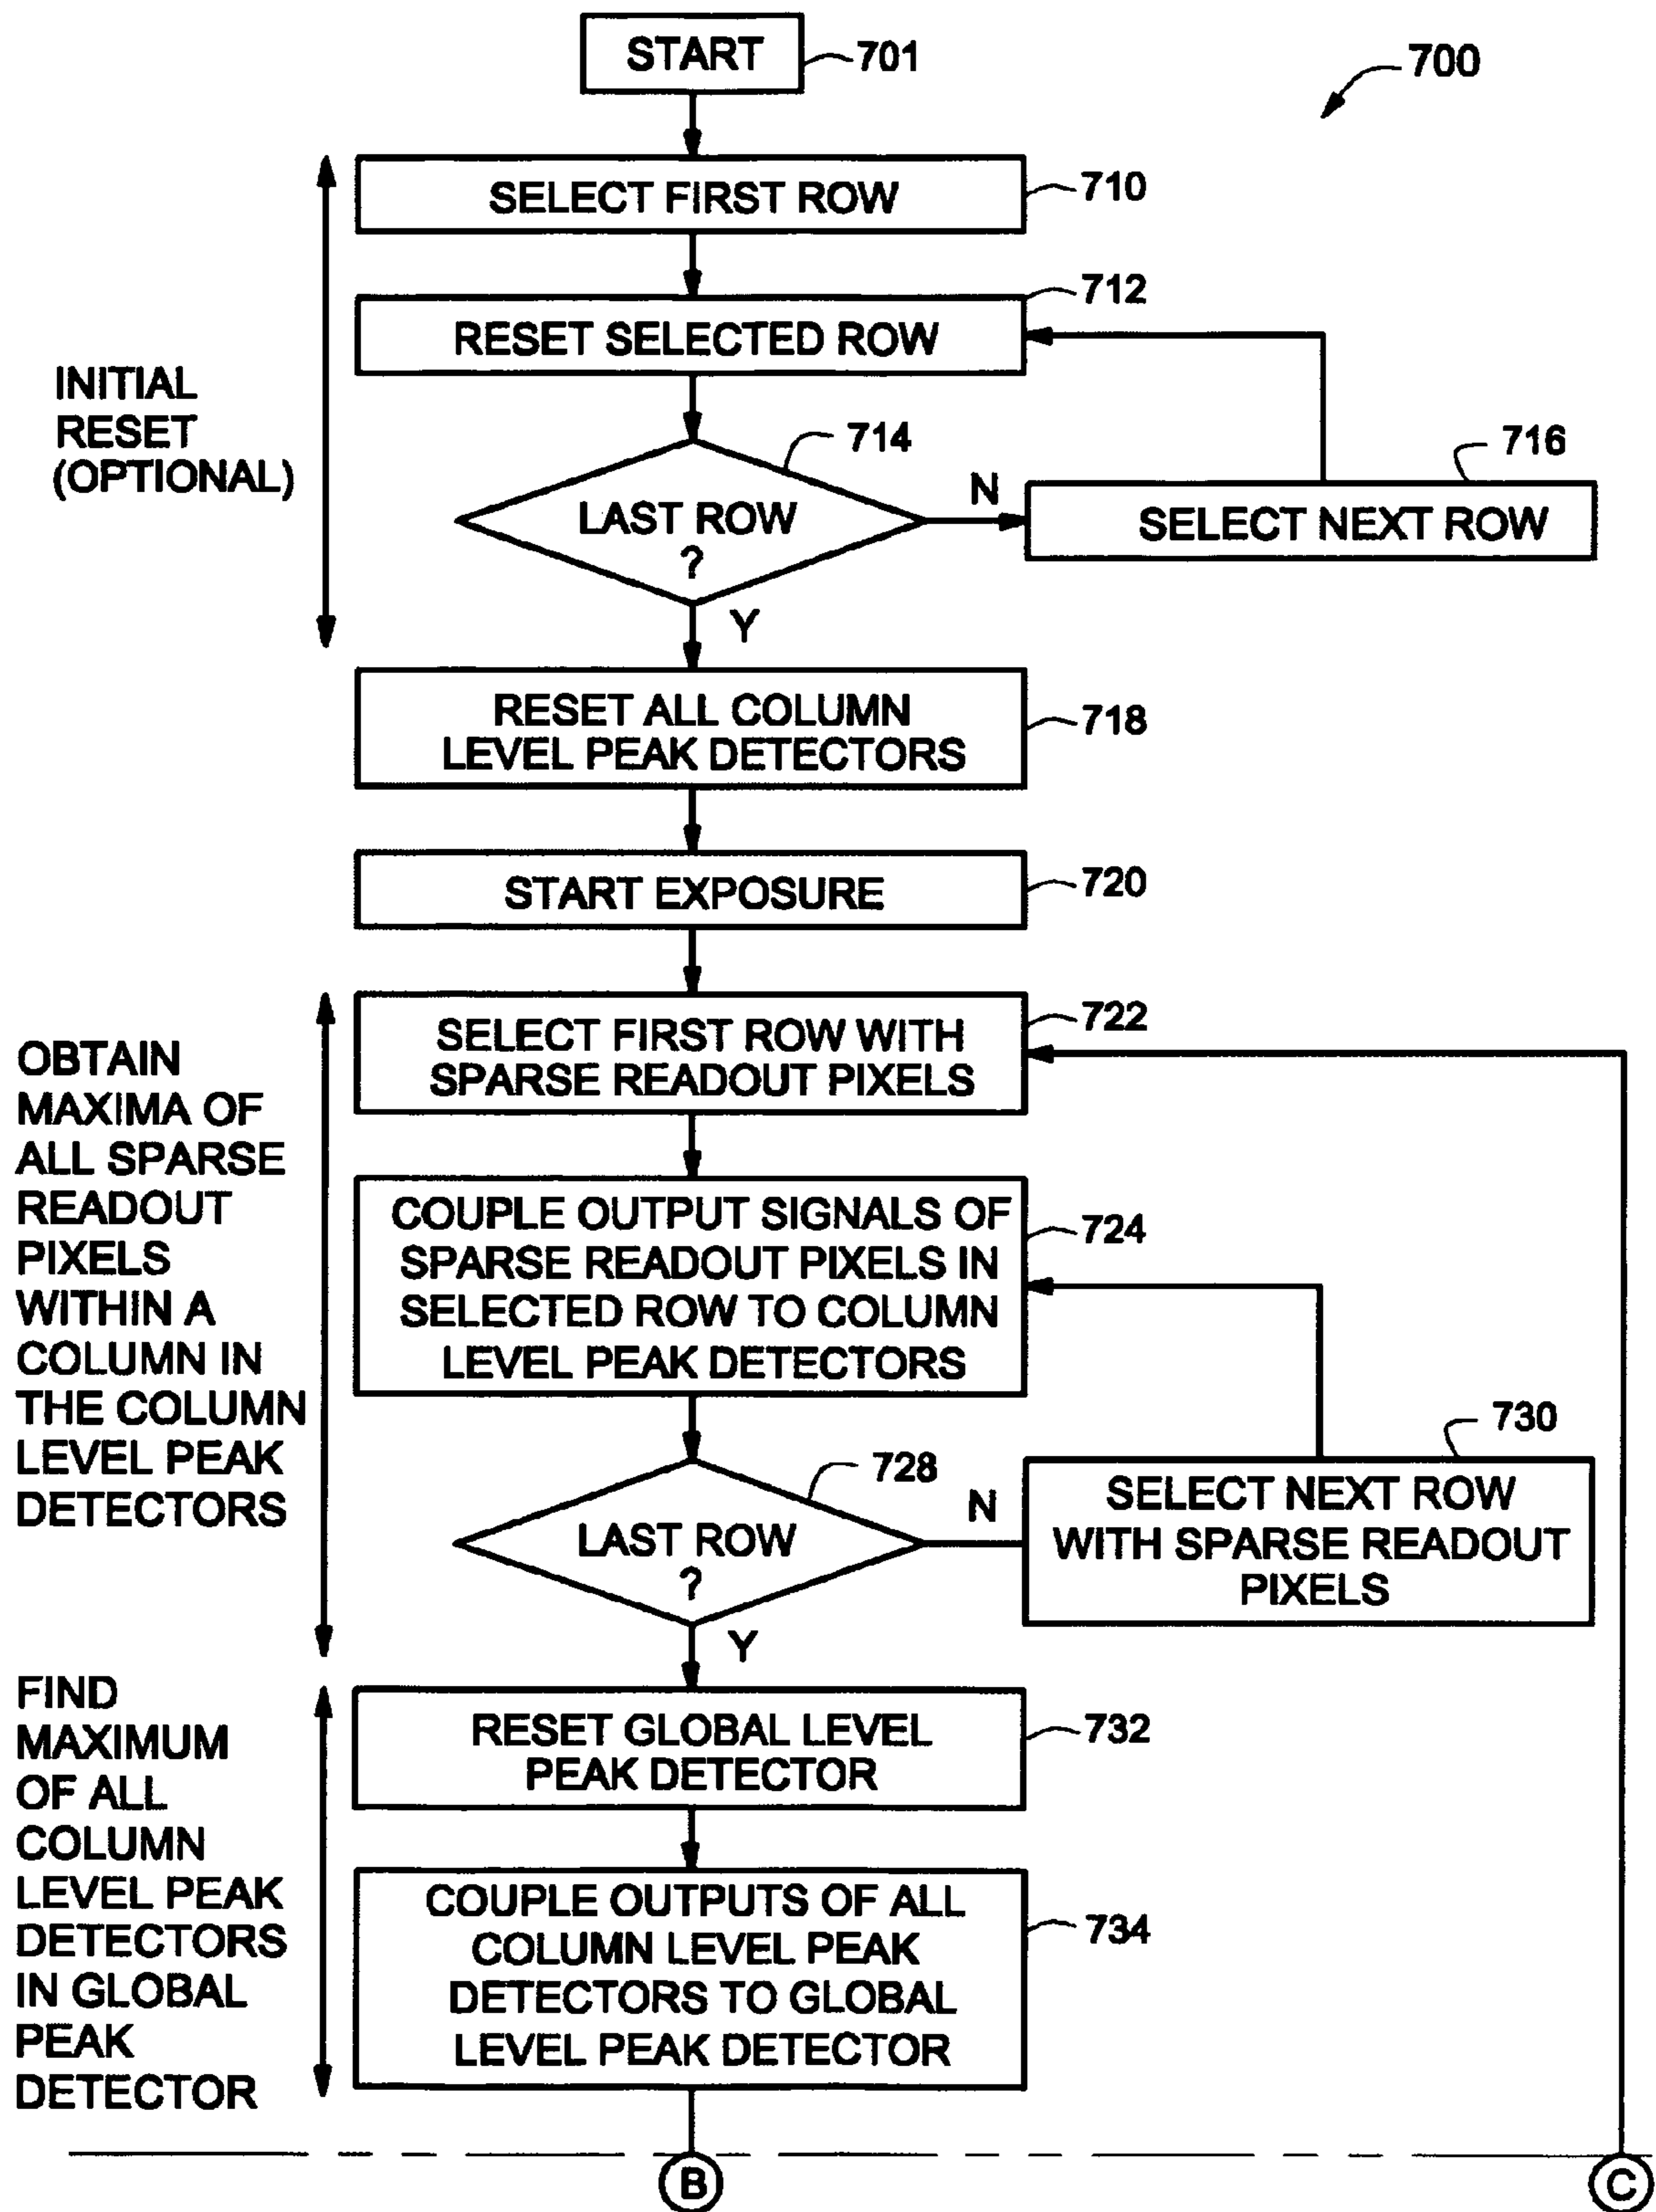 START
701
700
SELECT FIRST ROW
710
RESET SELECTED ROW
712
INITIAL
RESET
(OPTIONAL)
LAST ROW
?
714
N
SELECT NEXT ROW
716
Y
RESET ALL COLUMN
LEVEL PEAK DETECTORS
718
START EXPOSURE
720
OBTAIN
MAXIMA OF
ALL SPARSE
READOUT
PIXELS
WITHIN A
COLUMN IN
THE COLUMN
LEVEL PEAK
DETECTORS
SELECT FIRST ROW WITH
SPARSE READOUT PIXELS
722
COUPLE OUTPUT SIGNALS OF
SPARSE READOUT PIXELS IN
SELECTED ROW TO COLUMN
LEVEL PEAK DETECTORS
724
LAST ROW
?
728
N
SELECT NEXT ROW
WITH SPARSE READOUT
PIXELS
730
Y
FIND
MAXIMUM
OF ALL
COLUMN
LEVEL PEAK
DETECTORS
IN GLOBAL
PEAK
DETECTOR
RESET GLOBAL LEVEL
PEAK DETECTOR
732
COUPLE OUTPUTS OF ALL
COLUMN LEVEL PEAK
DETECTORS TO GLOBAL
LEVEL PEAK DETECTOR
734
B
C